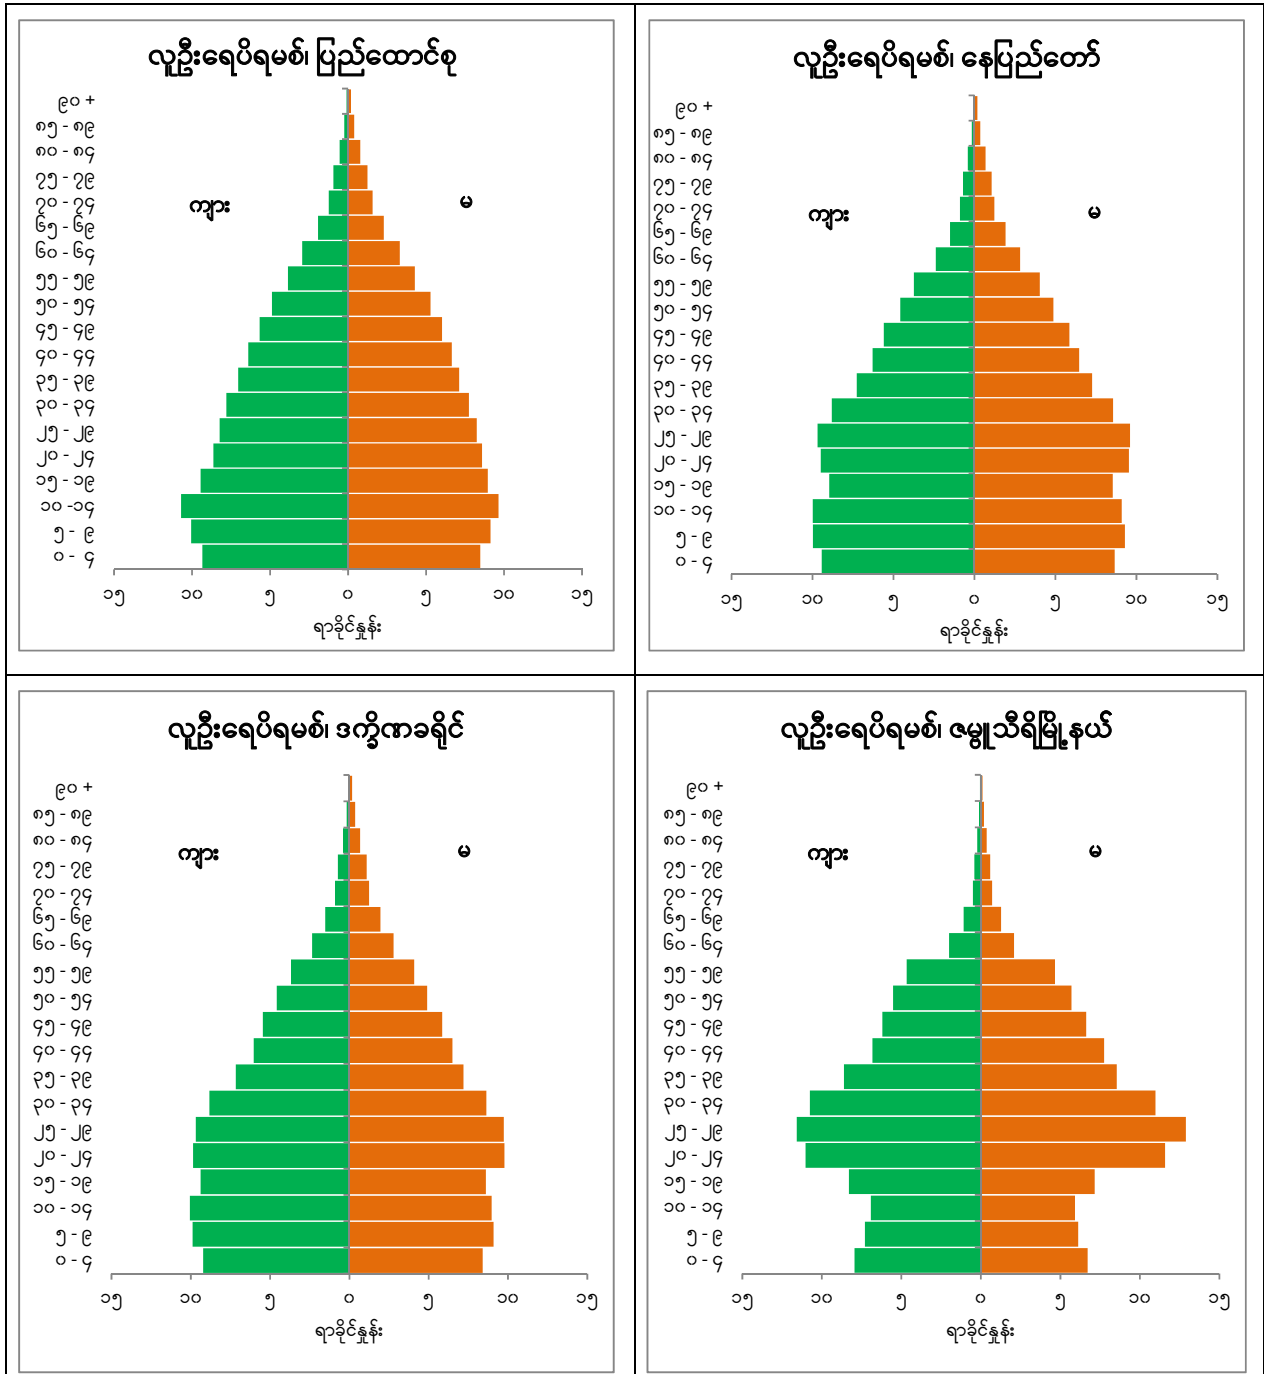 လူဦးရေပိရမစ်၊ ပြည်ထောင်စု
၉၀ +
၈၅ - ၈၉
၈၀ - ၈၄
၇၅ - ၇၉
၇၀ - ၇၄
၆၅ - ၆၉
၆၀ - ၆၄
၅၅ - ၅၉
၅၀ - ၅၄
၄၅ - ၄၉
၄၀ - ၄၄
၃၅ - ၃၉
၃၀ - ၃၄
၂၅ - ၂၉
၂၀ - ၂၄
၁၅ - ၁၉
၁၀ -၁၄
၅ - ၉
၀ - ၄
ကျား
မ
၁၅ ၁၀ ၅ ၀ ၅ ၁၀ ၁၅
ရာခိုင်နှုန်း
လူဦးရေပိရမစ်၊ နေပြည်တော်
၉၀ +
၈၅ - ၈၉
၈၀ - ၈၄
၇၅ - ၇၉
၇၀ - ၇၄
၆၅ - ၆၉
၆၀ - ၆၄
၅၅ - ၅၉
၅၀ - ၅၄
၄၅ - ၄၉
၄၀ - ၄၄
၃၅ - ၃၉
၃၀ - ၃၄
၂၅ - ၂၉
၂၀ - ၂၄
၁၅ - ၁၉
၁၀ - ၁၄
၅ - ၉
၀ - ၄
ကျား
မ
၁၅ ၁၀ ၅ ၀ ၅ ၁၀ ၁၅
ရာခိုင်နှုန်း
လူဦးရေပိရမစ်၊ ဒက္ခိဏခရိုင်
၉၀ +
၈၅ - ၈၉
၈၀ - ၈၄
၇၅ - ၇၉
၇၀ - ၇၄
၆၅ - ၆၉
၆၀ - ၆၄
၅၅ - ၅၉
၅၀ - ၅၄
၄၅ - ၄၉
၄၀ - ၄၄
၃၅ - ၃၉
၃၀ - ၃၄
၂၅ - ၂၉
၂၀ - ၂၄
၁၅ - ၁၉
၁၀ - ၁၄
၅ - ၉
၀ - ၄
ကျား
မ
၁၅ ၁၀ ၅ ၀ ၅ ၁၀ ၁၅
ရာခိုင်နှုန်း
လူဦးရေပိရမစ်၊ ဇမ္ဗူသီရိမြို့နယ်
၉၀ +
၈၅ - ၈၉
၈၀ - ၈၄
၇၅ - ၇၉
၇၀ - ၇၄
၆၅ - ၆၉
၆၀ - ၆၄
၅၅ - ၅၉
၅၀ - ၅၄
၄၅ - ၄၉
၄၀ - ၄၄
၃၅ - ၃၉
၃၀ - ၃၄
၂၅ - ၂၉
၂၀ - ၂၄
၁၅ - ၁၉
၁၀ - ၁၄
၅ - ၉
၀ - ၄
ကျား
မ
၁၅ ၁၀ ၅ ၀ ၅ ၁၀ ၁၅
ရာခိုင်နှုန်း